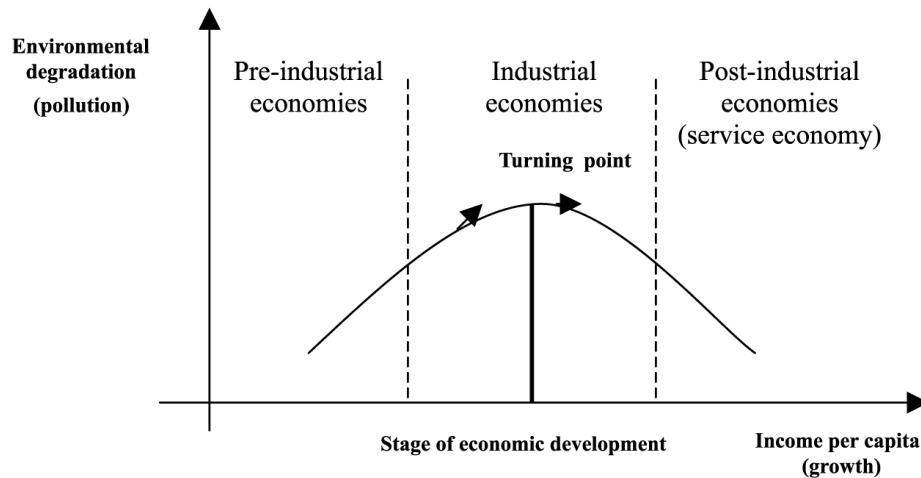 Environmental
degradation
(pollution)
Pre-industrial
economies
Industrial
economies
Post-industrial
economies
(service economy)
Turning point
Stage of economic development
Income per capita
(growth)